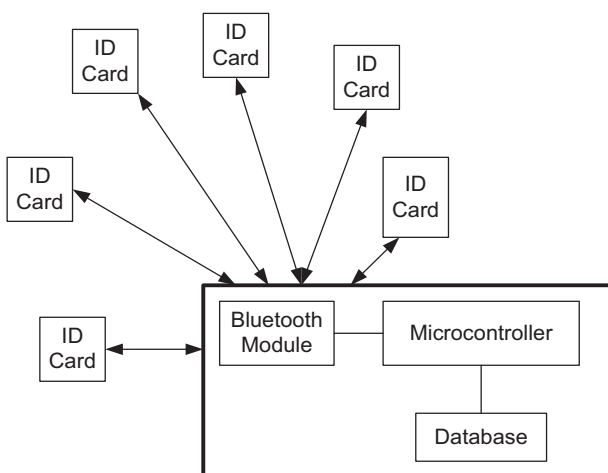 ID
Card
ID
Card
ID
Card
ID
Card
ID
Card
ID
Card
Bluetooth
Module
Microcontroller
Database